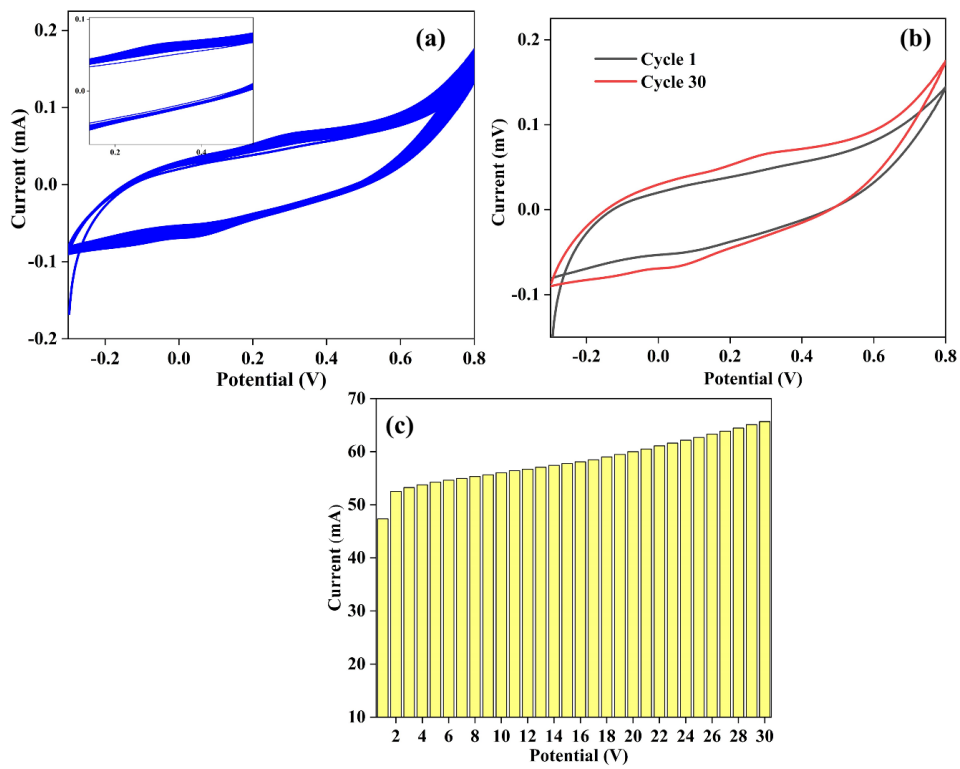 (a)
0.1
0.0
0.2 0.4
0.2
0.1
0.0
-0.1
-0.2
Current (mA)
-0.2 0.0 0.2 0.4 0.6 0.8
Potential (V)
(b)
Cycle 1
Cycle 30
0.2
0.1
0.0
-0.1
Current (mV)
-0.2 0.0 0.2 0.4 0.6 0.8
Potential (V)
(c)
70
60
50
40
30
20
10
Current (mA)
2 4 6 8 10 12 14 16 18 20 22 24 26 28 30
Potential (V)